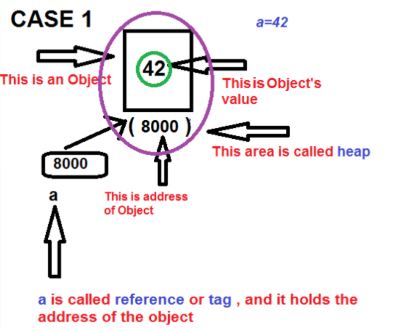 CASE 1
a=42
42
This is an Object
This is Object's
value
( 8000 )
This area is called heap
8000
a
This is address
of Object
a is called reference or tag , and it holds the
address of the object